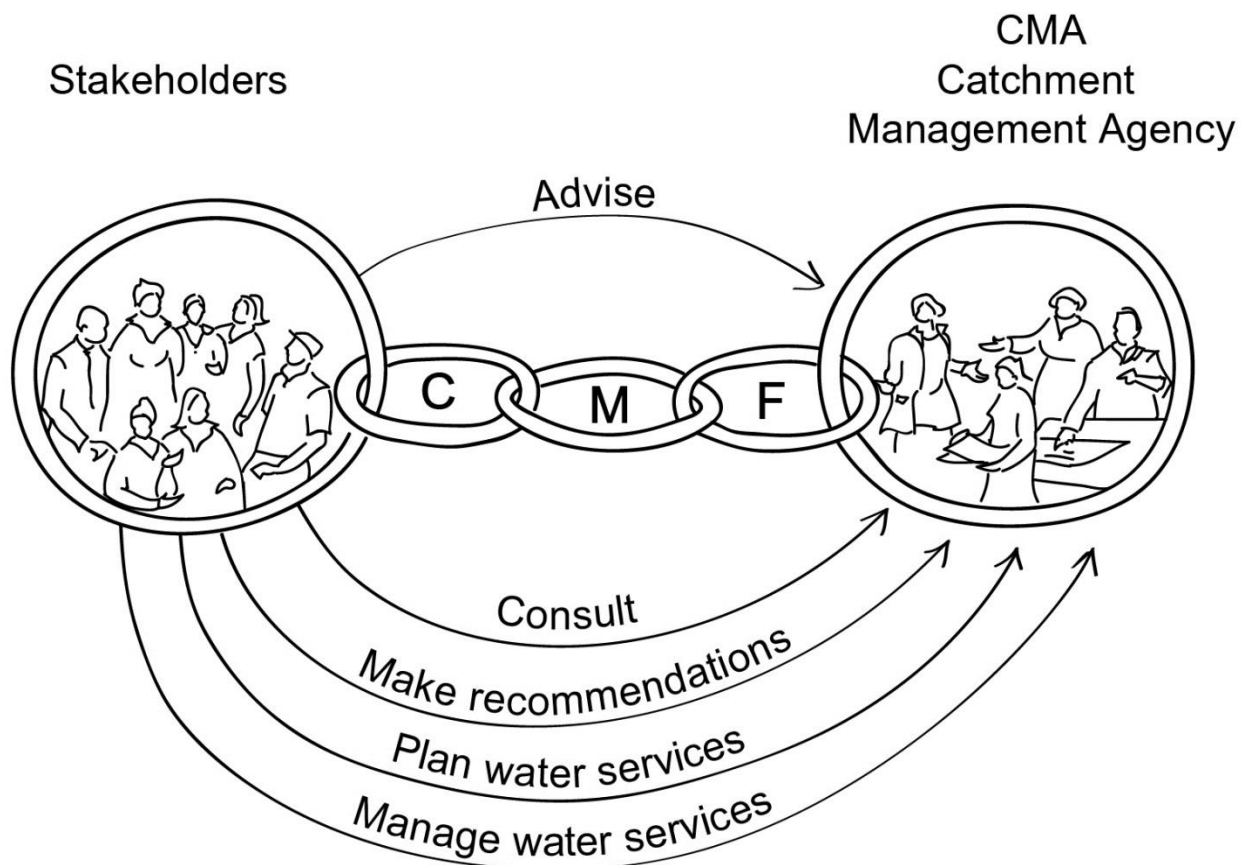 Stakeholders
CMA
Catchment
Management Agency
Advise
C M F
Consult
Make recommendations
Plan water services
Manage water services